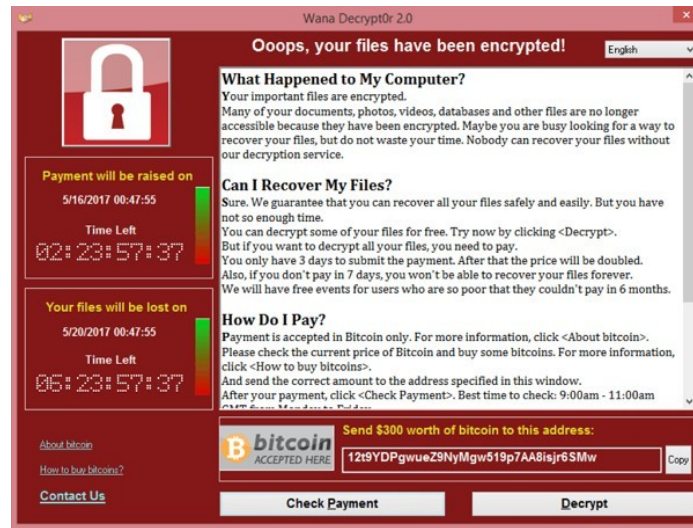 Wana Decrypt0r 2.0
Ooops, your files have been encrypted!
English
What Happened to My Computer?
Your important files are encrypted.
Many of your documents, photos, videos, databases and other files are no longer
accessible because they have been encrypted. Maybe you are busy looking for a way to
recover your files, but do not waste your time. Nobody can recover your files without
our decryption service.
Can I Recover My Files?
Sure. We guarantee that you can recover all your files safely and easily. But you have
not so enough time.
You can decrypt some of your files for free. Try now by clicking <Decrypt>.
But if you want to decrypt all your files, you need to pay.
You only have 3 days to submit the payment. After that the price will be doubled.
Also, if you don't pay in 7 days, you won't be able to recover your files forever.
We will have free events for users who are so poor that they couldn't pay in 6 months.
How Do I Pay?
Payment is accepted in Bitcoin only. For more information, click <About bitcoin>.
Please check the current price of Bitcoin and buy some bitcoins. For more information,
click <How to buy bitcoins>.
And send the correct amount to the address specified in this window.
After your payment, click <Check Payment>. Best time to check: 9:00am - 11:00am
GMT from Monday to Friday.
Payment will be raised on
5/16/2017 00:47:55
Time Left
02:23:57:37
Your files will be lost on
5/20/2017 00:47:55
Time Left
06:23:57:37
About bitcoin
How to buy bitcoins?
Contact Us
bitcoin
ACCEPTED HERE
Send $300 worth of bitcoin to this address:
12t9YDPgwueZ9NyMgw519p7AA8isjr6SMw
Copy
Check Payment
Decrypt